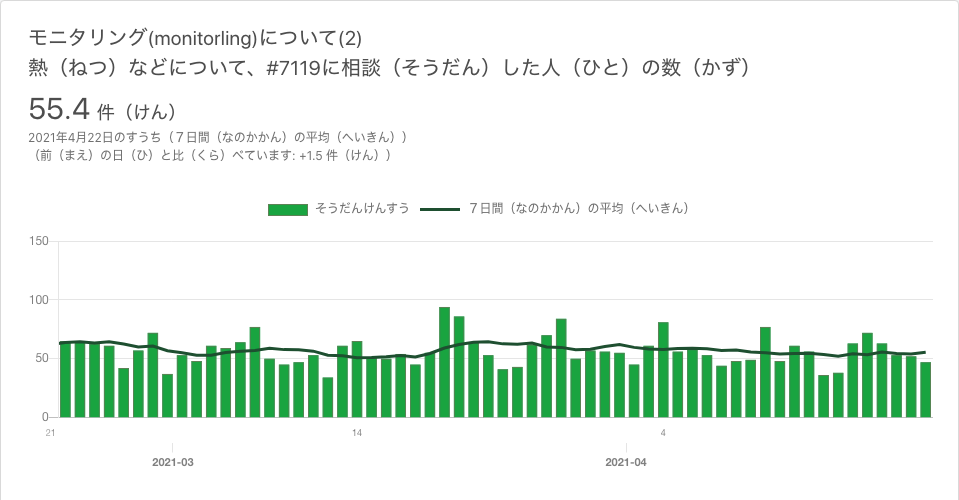 モニタリング(monitorling)について(2)
熱（ねつ）などについて、#7119に相談（そうだん）した人（ひと）の数（かず）
55.4 件（けん）
2021年4月22日のすうち（７日間（なのかかん）の平均（へいきん））
（前（まえ）の日（ひ）と比（くら）べています: +1.5 件（けん））
そうだんけんすう ７日間（なのかかん）の平均（へいきん）
150
100
50
0
21 14 4
2021-03 2021-04